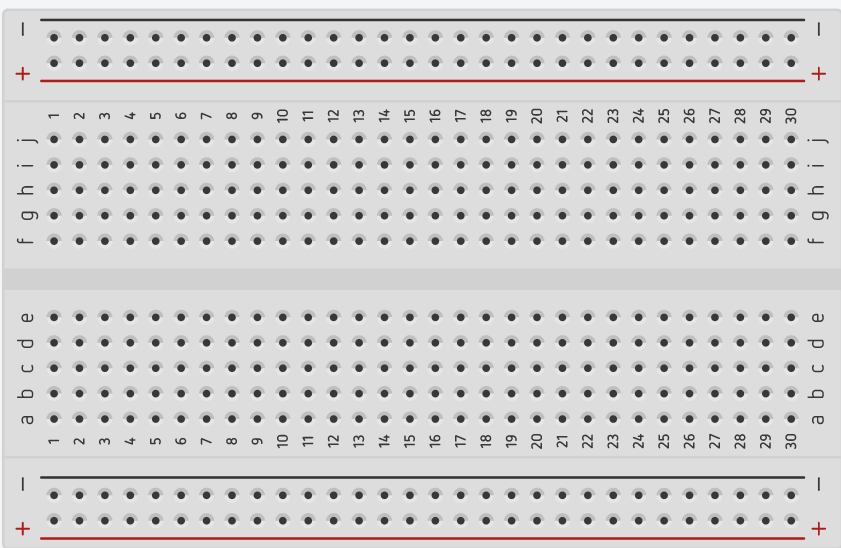 − −
+ +
1 2 3 4 5 6 7 8 9 10 11 12 13 14 15 16 17 18 19 20 21 22 23 24 25 26 27 28 29 30
j j
i i
h h
g g
f f
e e
d d
c c
b b
a a
1 2 3 4 5 6 7 8 9 10 11 12 13 14 15 16 17 18 19 20 21 22 23 24 25 26 27 28 29 30
− −
+ +